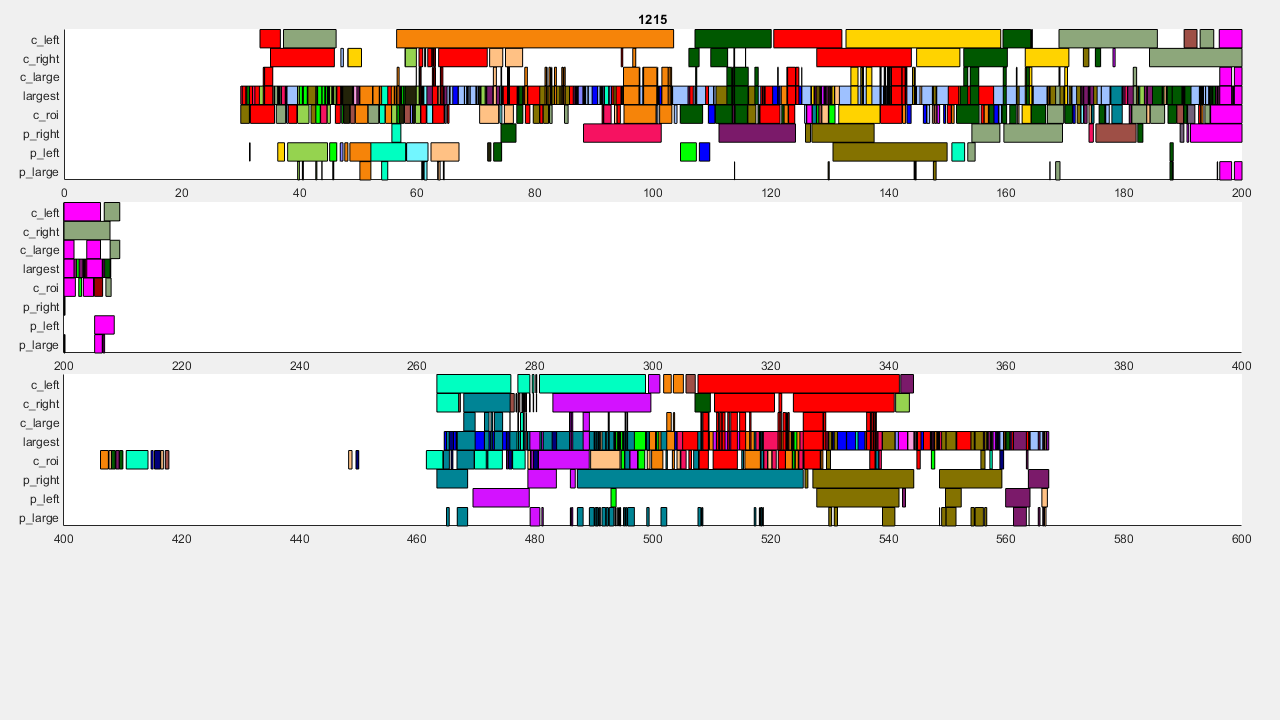 1215
c_left
c_right
c_large
largest
c_roi
p_right
p_left
p_large
0 20 40 60 80 100 120 140 160 180 200
c_left
c_right
c_large
largest
c_roi
p_right
p_left
p_large
200 220 240 260 280 300 320 340 360 380 400
c_left
c_right
c_large
largest
c_roi
p_right
p_left
p_large
400 420 440 460 480 500 520 540 560 580 600